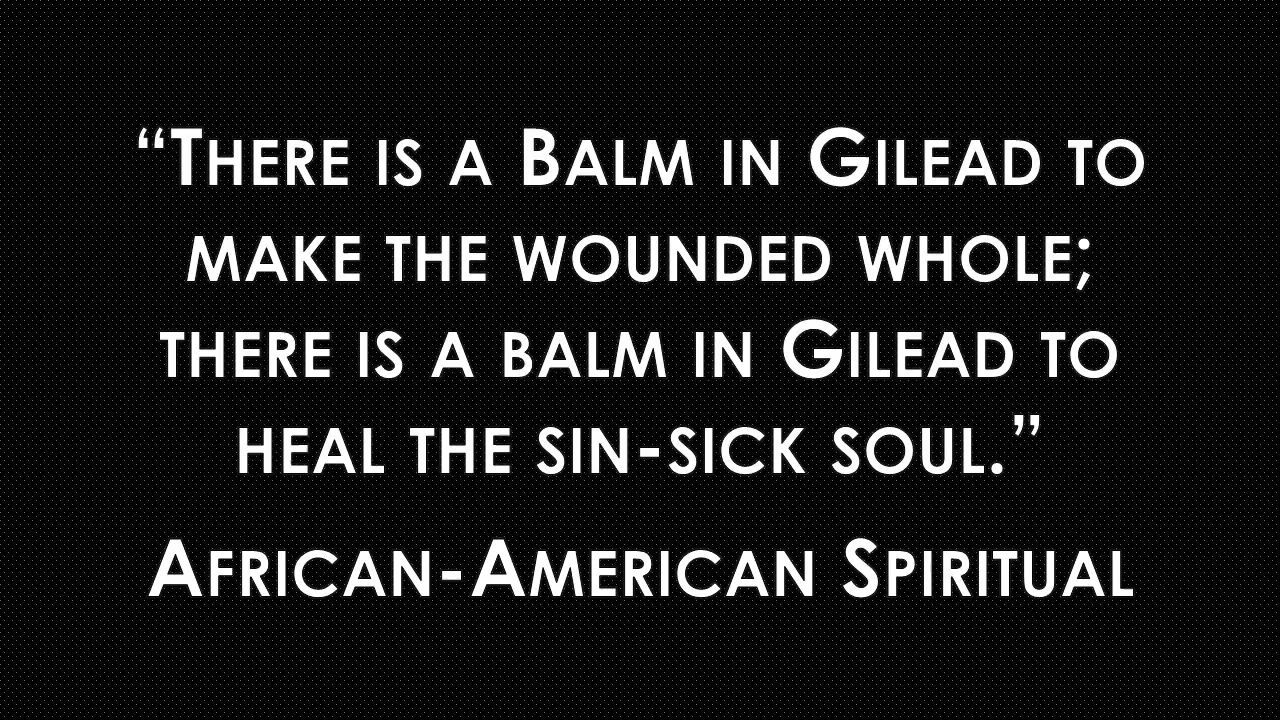 “There is a Balm in Gilead to
make the wounded whole;
there is a balm in Gilead to
heal the sin-sick soul.”
African-American Spiritual